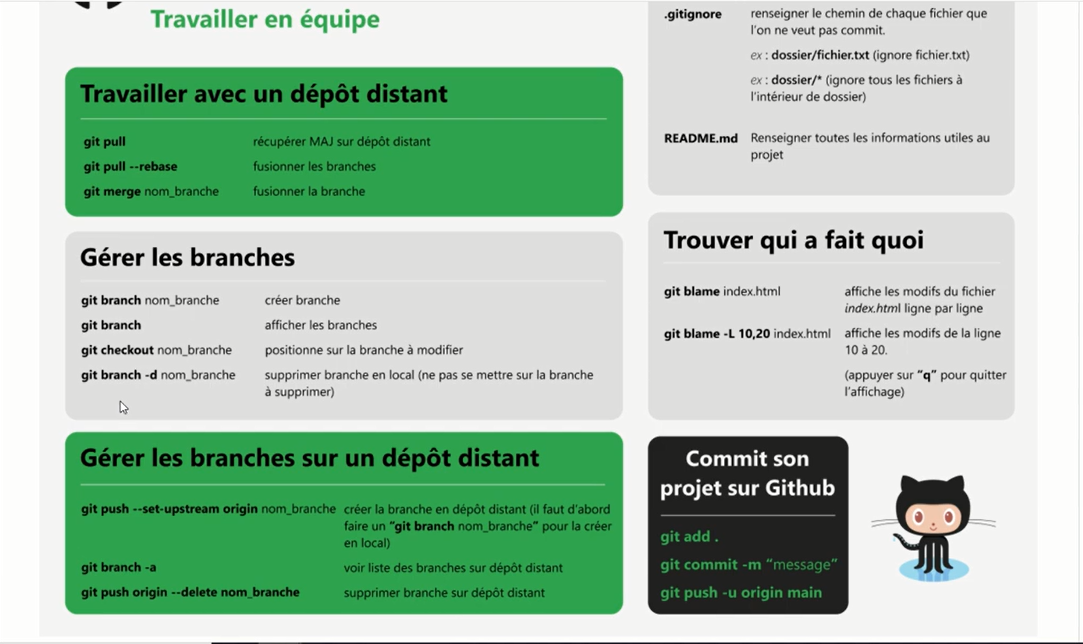 Travailler en équipe
Travailler avec un dépôt distant
git pull récupérer MAJ sur dépôt distant
git pull --rebase fusionner les branches
git merge nom_branche fusionner la branche
Gérer les branches
git branch nom_branche créer branche
git branch afficher les branches
git checkout nom_branche positionne sur la branche à modifier
git branch -d nom_branche supprimer branche en local (ne pas se mettre sur la branche
à supprimer)
Gérer les branches sur un dépôt distant
git push --set-upstream origin nom_branche créer la branche en dépôt distant (il faut d'abord
faire un "git branch nom_branche" pour la créer
en local)
git branch -a voir liste des branches sur dépôt distant
git push origin --delete nom_branche supprimer branche sur dépôt distant
.gitignore renseigner le chemin de chaque fichier que
l'on ne veut pas commit.
ex : dossier/fichier.txt (ignore fichier.txt)
ex : dossier/* (ignore tous les fichiers à
l'intérieur de dossier)
README.md Renseigner toutes les informations utiles au
projet
Trouver qui a fait quoi
git blame index.html affiche les modifs du fichier
index.html ligne par ligne
git blame -L 10,20 index.html affiche les modifs de la ligne
10 à 20.
(appuyer sur "q" pour quitter
l'affichage)
Commit son
projet sur Github
git add .
git commit -m "message"
git push -u origin main